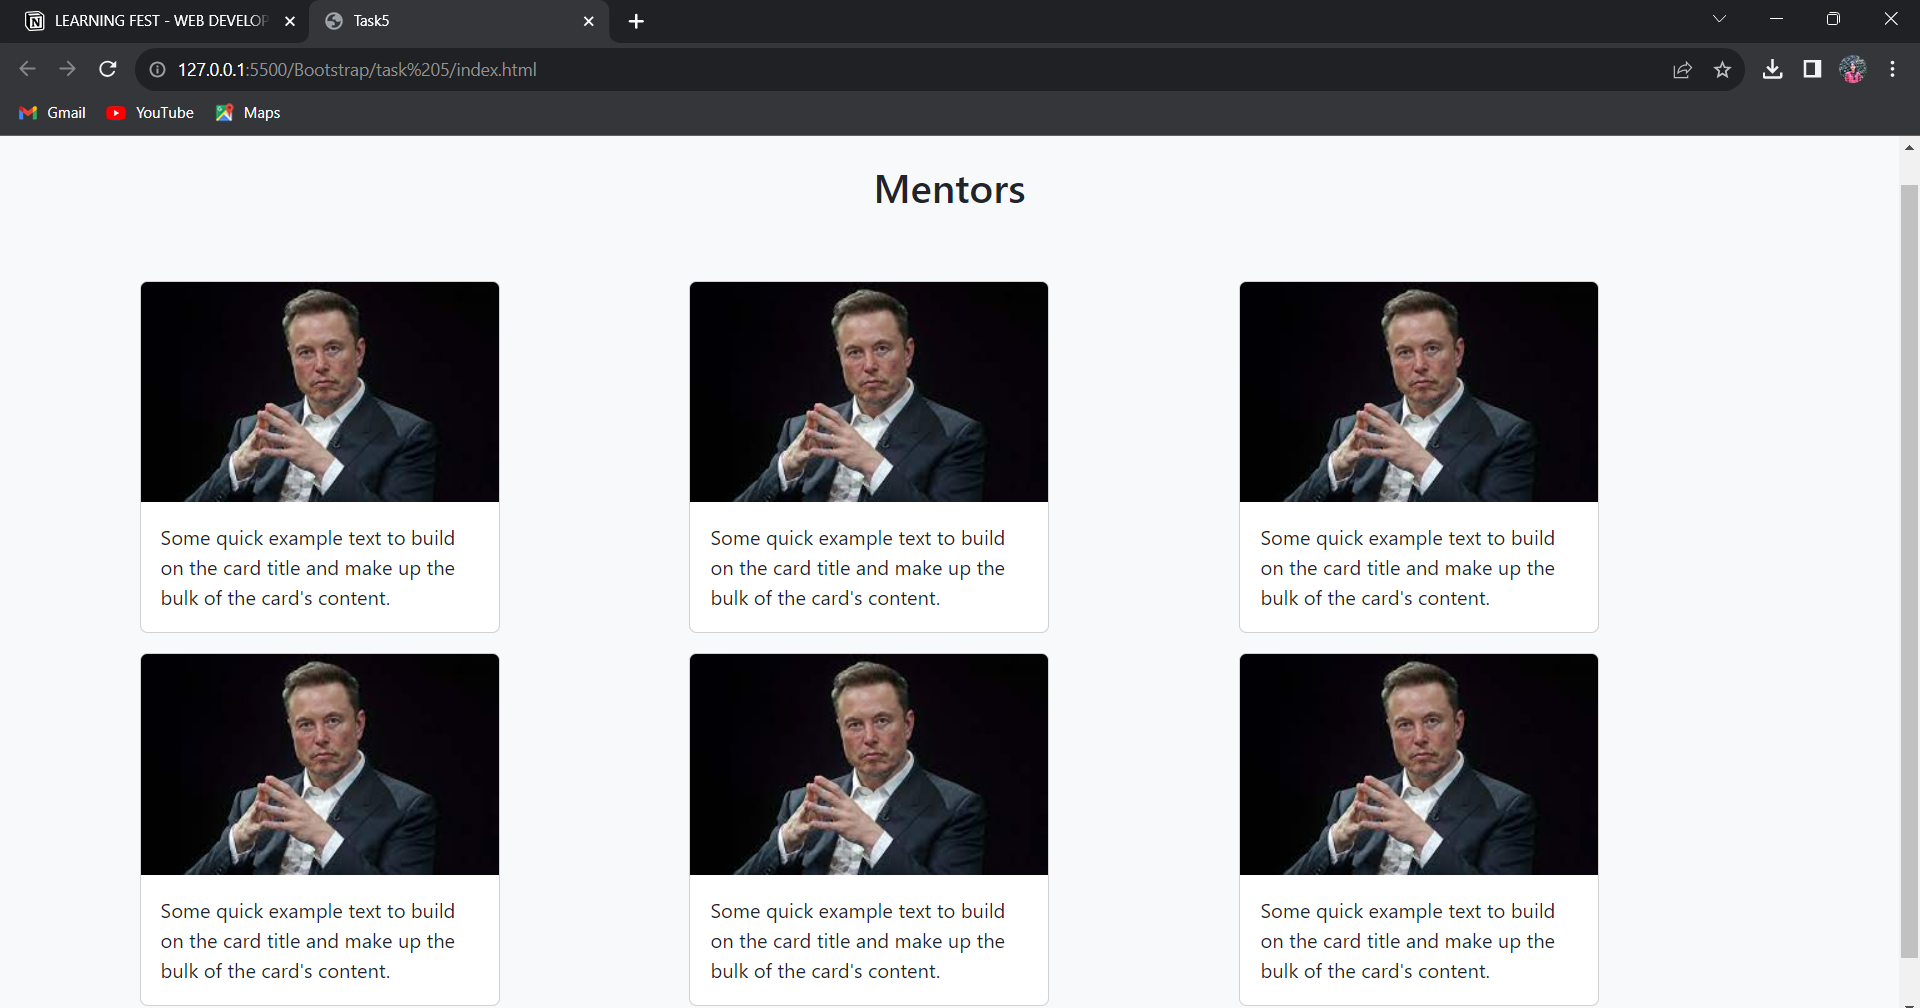 LEARNING FEST - WEB DEVELOP
Task5
127.0.0.1:5500/Bootstrap/task%205/index.html
Gmail
YouTube
Maps
Mentors
Some quick example text to build
on the card title and make up the
bulk of the card's content.
Some quick example text to build
on the card title and make up the
bulk of the card's content.
Some quick example text to build
on the card title and make up the
bulk of the card's content.
Some quick example text to build
on the card title and make up the
bulk of the card's content.
Some quick example text to build
on the card title and make up the
bulk of the card's content.
Some quick example text to build
on the card title and make up the
bulk of the card's content.